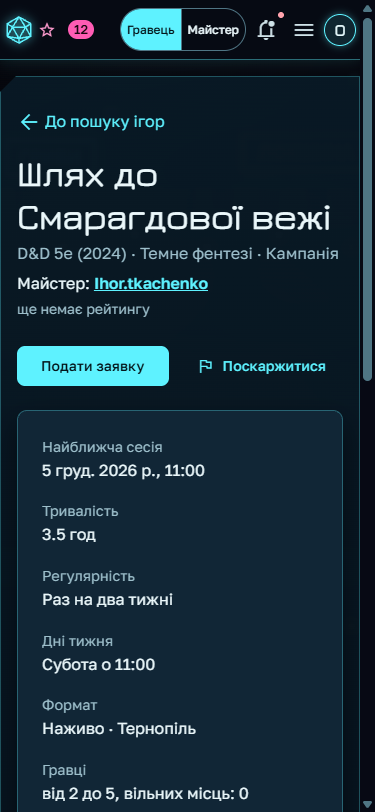 12
Гравець
Майстер
О
До пошуку ігор
Шлях до
Смарагдової вежі
D&D 5e (2024) · Темне фентезі · Кампанія
Майстер: Ihor.tkachenko
ще немає рейтингу
Подати заявку
Поскаржитися
Найближча сесія
5 груд. 2026 р., 11:00
Тривалість
3.5 год
Регулярність
Раз на два тижні
Дні тижня
Субота о 11:00
Формат
Наживо · Тернопіль
Гравці
від 2 до 5, вільних місць: 0